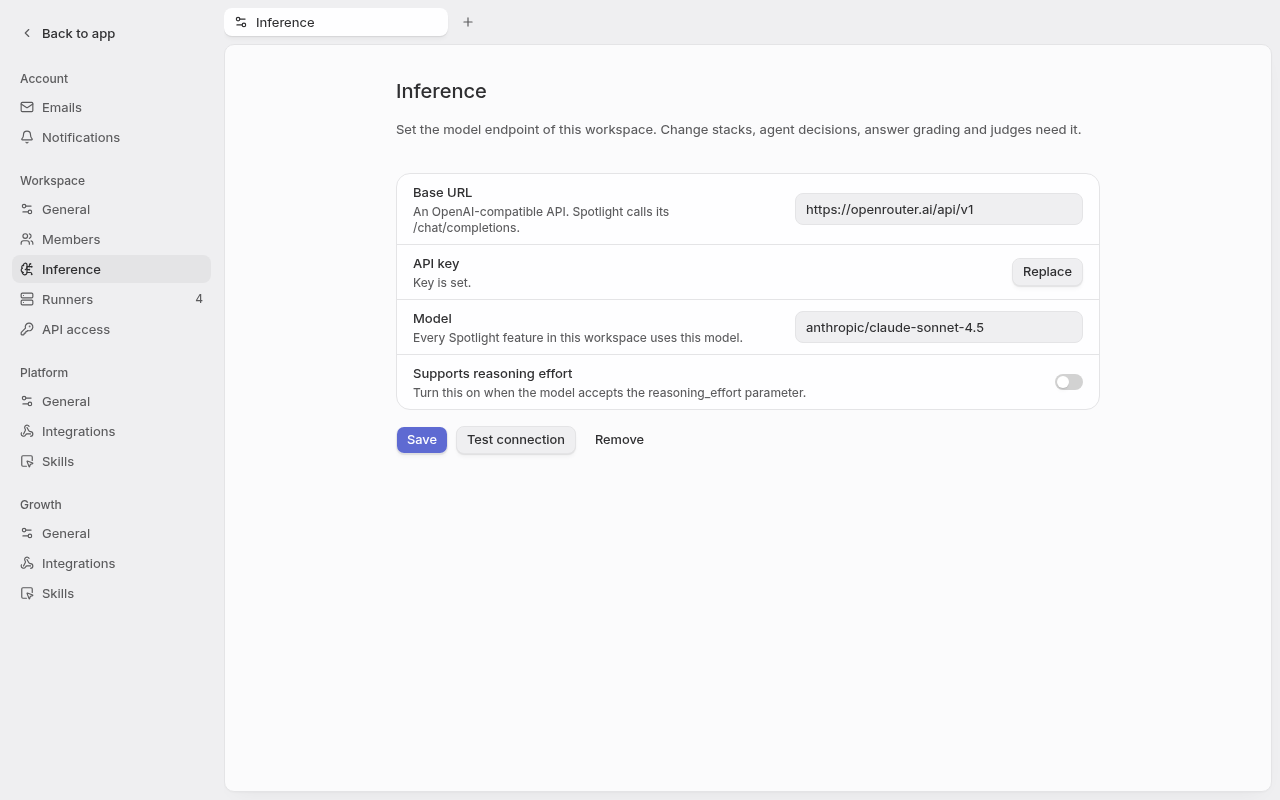 Back to app
Account
Emails
Notifications
Workspace
General
Members
Inference
Runners 4
API access
Platform
General
Integrations
Skills
Growth
General
Integrations
Skills
Inference
Inference
Set the model endpoint of this workspace. Change stacks, agent decisions, answer grading and judges need it.
Base URL
An OpenAI-compatible API. Spotlight calls its
/chat/completions.
https://openrouter.ai/api/v1
API key
Key is set.
Replace
Model
Every Spotlight feature in this workspace uses this model.
anthropic/claude-sonnet-4.5
Supports reasoning effort
Turn this on when the model accepts the reasoning_effort parameter.
Save Test connection Remove